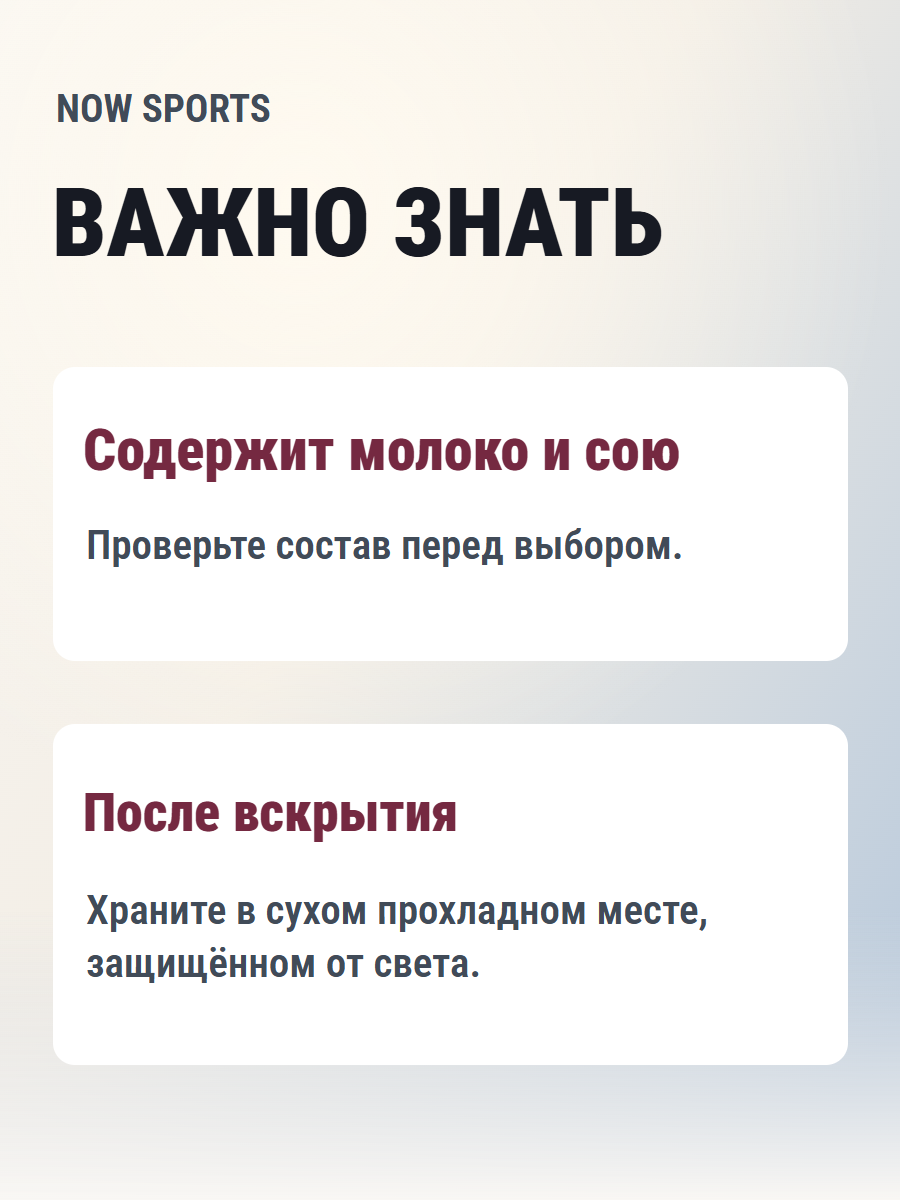 NOW SPORTS
ВАЖНО ЗНАТЬ
Содержит молоко и сою
Проверьте состав перед выбором.
После вскрытия
Храните в сухом прохладном месте,
защищённом от света.